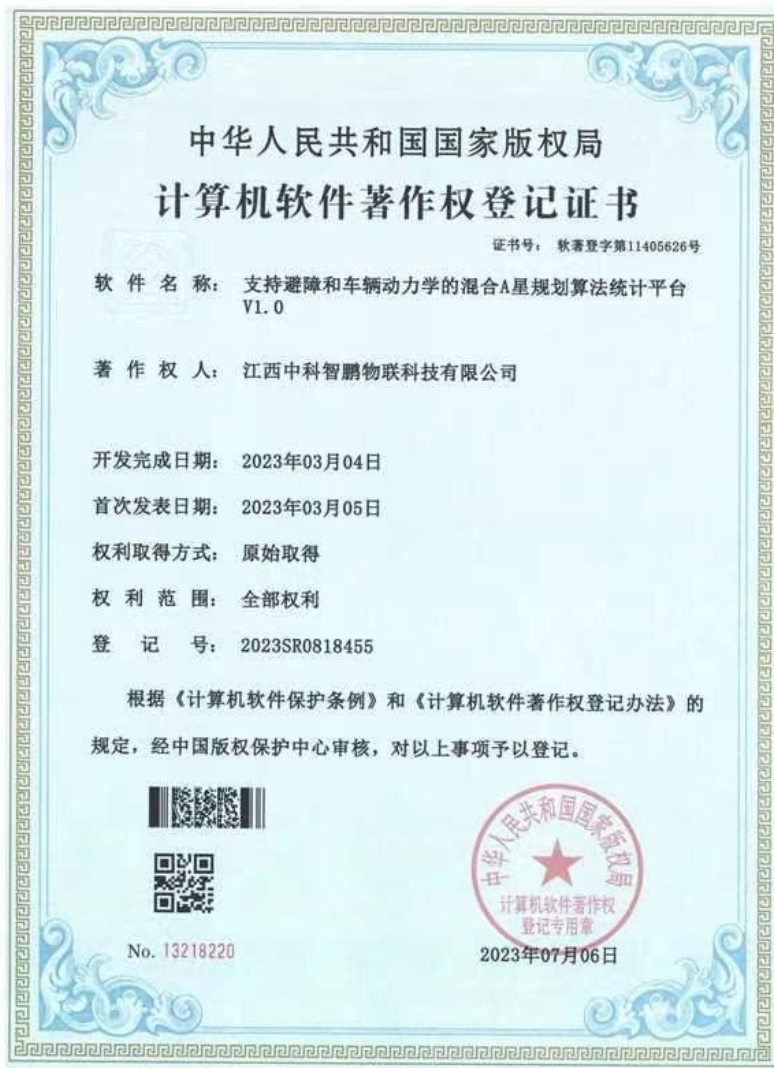 中华人民共和国国家版权局
计算机软件著作权登记证书
证书号： 软著登字第11405626号
软件名称： 支持避障和车辆动力学的混合A星规划算法统计平台
V1.0
著作权人： 江西中科智鹏物联科技有限公司
开发完成日期： 2023年03月04日
首次发表日期： 2023年03月05日
权利取得方式： 原始取得
权利范围： 全部权利
登记号： 2023SR0818455
根据《计算机软件保护条例》和《计算机软件著作权登记办法》的
规定，经中国版权保护中心审核，对以上事项予以登记。
中华人民共和国国家版权局
计算机软件著作权
登记专用章
No. 13218220
2023年07月06日